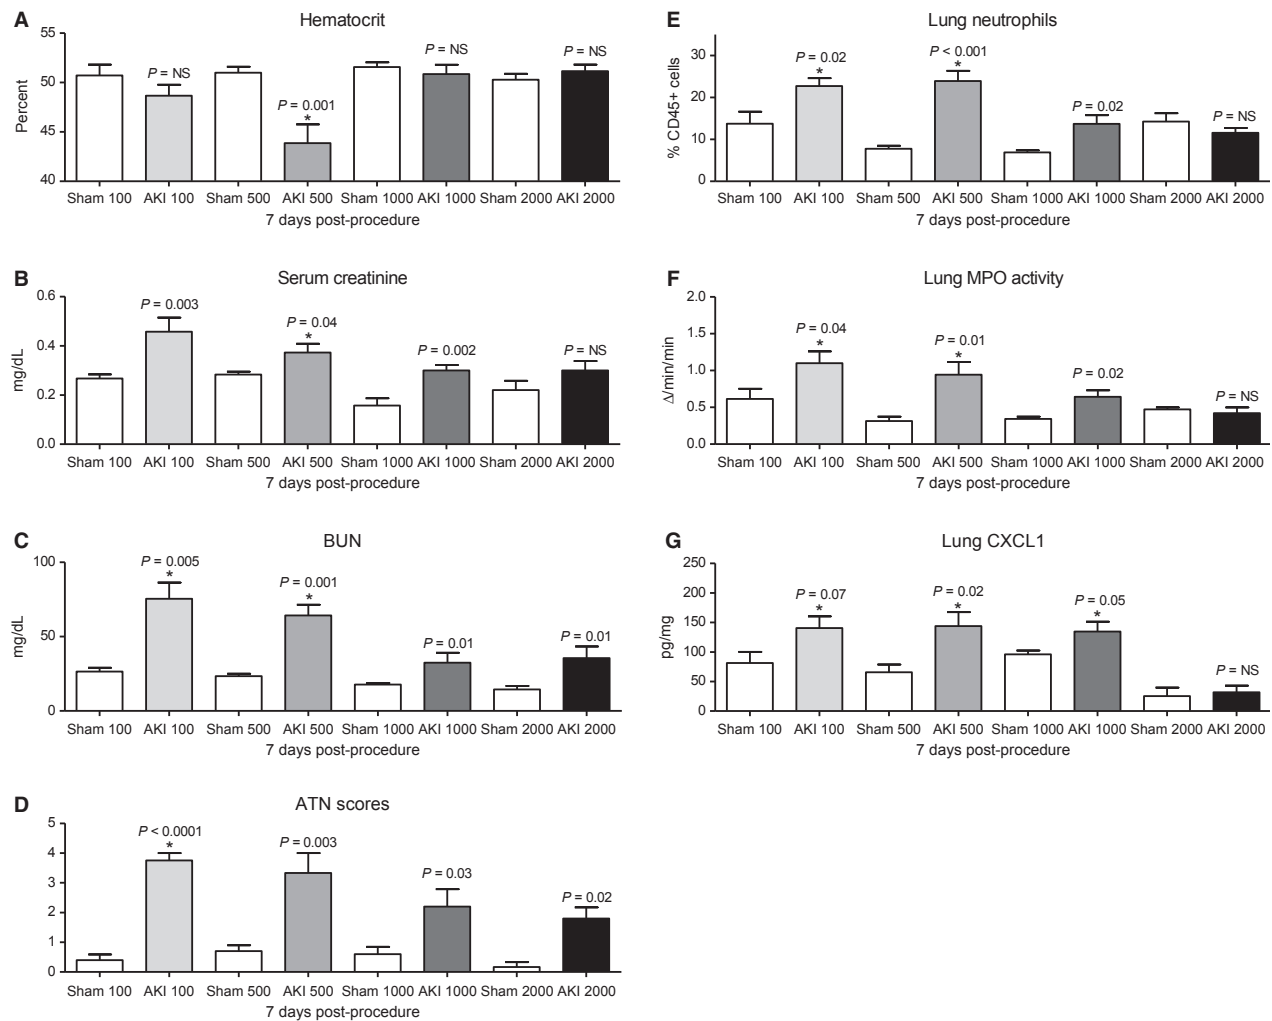 A
Hematocrit
Percent
55
50
45
40
P = NS
P = 0.001
*
P = NS
P = NS
Sham 100 AKI 100 Sham 500 AKI 500 Sham 1000 AKI 1000 Sham 2000 AKI 2000
7 days post-procedure
B
Serum creatinine
mg/dL
0.6
0.4
0.2
0.0
P = 0.003
P = 0.04
*
P = 0.002
P = NS
Sham 100 AKI 100 Sham 500 AKI 500 Sham 1000 AKI 1000 Sham 2000 AKI 2000
7 days post-procedure
C
BUN
mg/dL
100
50
0
P = 0.005
*
P = 0.001
*
P = 0.01
P = 0.01
Sham 100 AKI 100 Sham 500 AKI 500 Sham 1000 AKI 1000 Sham 2000 AKI 2000
7 days post-procedure
D
ATN scores
5
4
3
2
1
0
P < 0.0001
*
P = 0.003
P = 0.03
P = 0.02
Sham 100 AKI 100 Sham 500 AKI 500 Sham 1000 AKI 1000 Sham 2000 AKI 2000
7 days post-procedure
E
Lung neutrophils
% CD45+ cells
30
20
10
0
P = 0.02
*
P < 0.001
*
P = 0.02
P = NS
Sham 100 AKI 100 Sham 500 AKI 500 Sham 1000 AKI 1000 Sham 2000 AKI 2000
7 days post-procedure
F
Lung MPO activity
Δ/min/min
2.0
1.5
1.0
0.5
0.0
P = 0.04
*
P = 0.01
*
P = 0.02
P = NS
Sham 100 AKI 100 Sham 500 AKI 500 Sham 1000 AKI 1000 Sham 2000 AKI 2000
7 days post-procedure
G
Lung CXCL1
pg/mg
250
200
150
100
50
0
P = 0.07
*
P = 0.02
*
P = 0.05
*
P = NS
Sham 100 AKI 100 Sham 500 AKI 500 Sham 1000 AKI 1000 Sham 2000 AKI 2000
7 days post-procedure